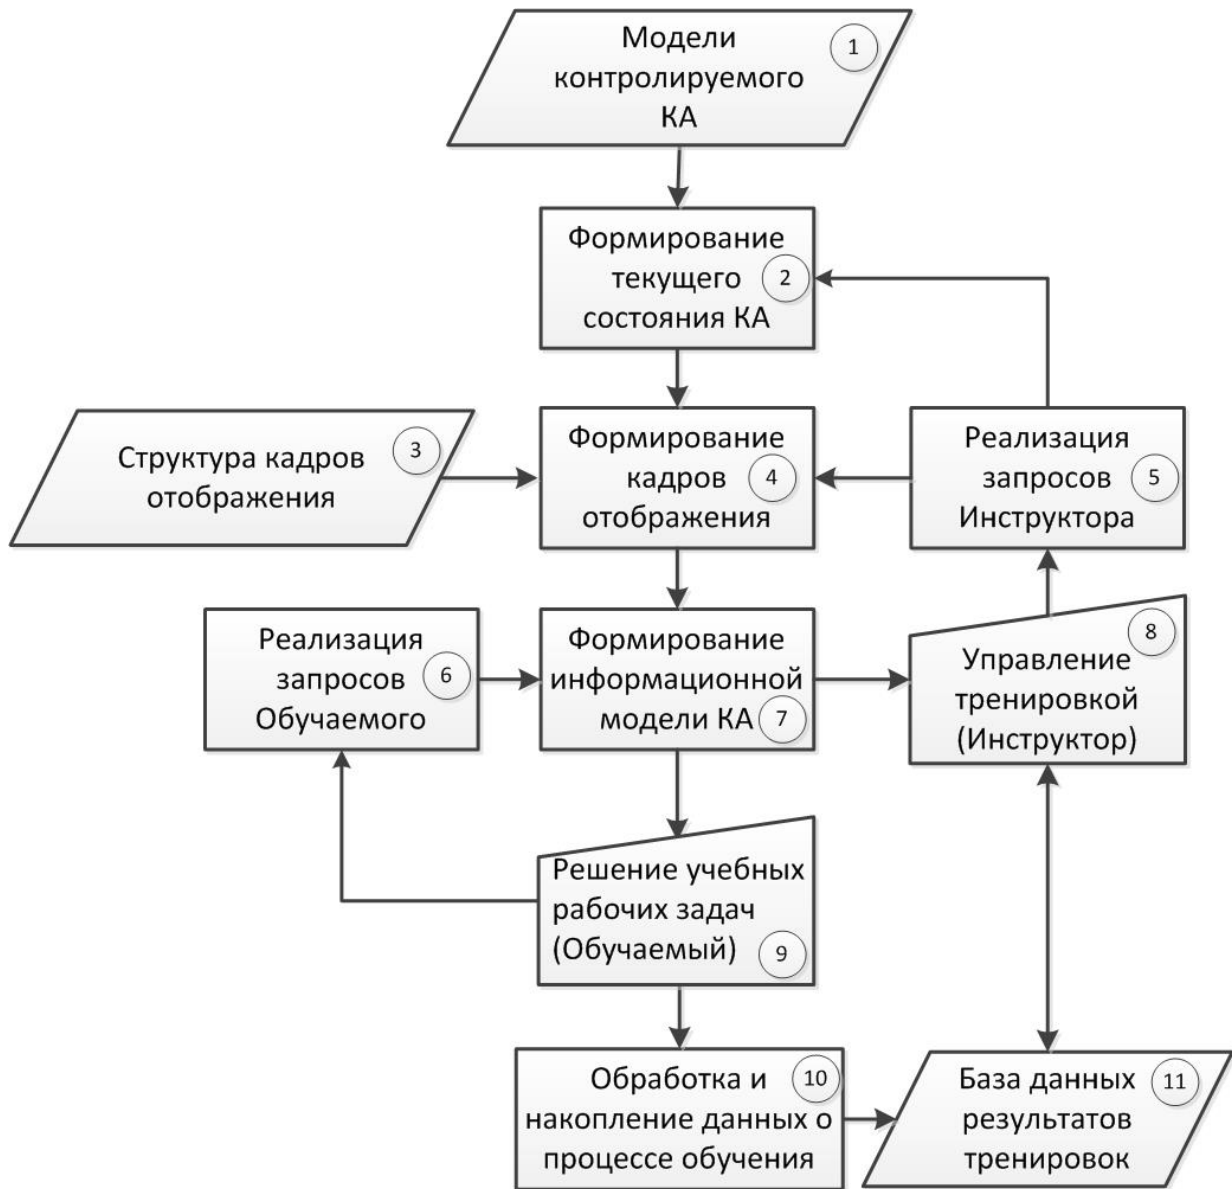 Модели
контролируемого
КА
1
Формирование
текущего
состояния КА
2
Структура кадров
отображения
3
Формирование
кадров
отображения
4
Реализация
запросов
Инструктора
5
Реализация
запросов
Обучаемого
6
Формирование
информационной
модели КА
7
8
Управление
тренировкой
(Инструктор)
Решение учебных
рабочих задач
(Обучаемый)
9
Обработка и
накопление данных о
процессе обучения
10
База данных
результатов
тренировок
11